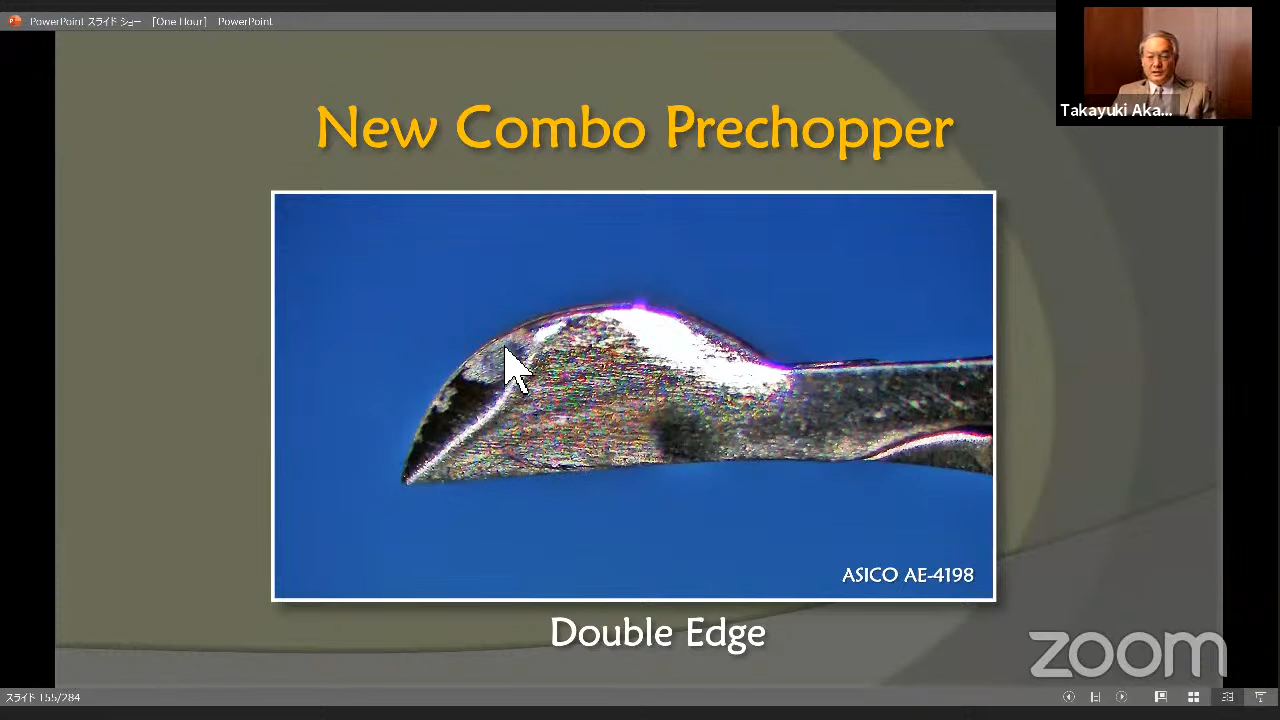 PowerPoint スライド ショー  [One Hour]  PowerPoint
Takayuki Aka...
New Combo Prechopper
ASICO AE-4198
Double Edge
zoom
スライド 155/284